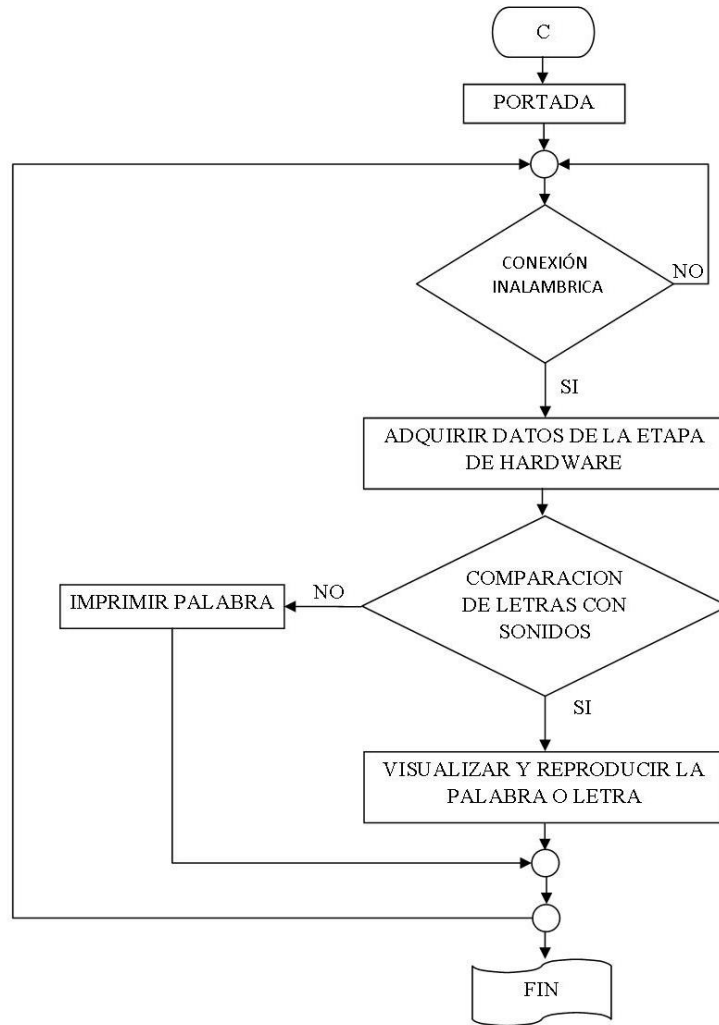 C
PORTADA
CONEXIÓN
INALAMBRICA
NO
SI
ADQUIRIR DATOS DE LA ETAPA
DE HARDWARE
COMPARACION
DE LETRAS CON
SONIDOS
NO
IMPRIMIR PALABRA
SI
VISUALIZAR Y REPRODUCIR LA
PALABRA O LETRA
FIN